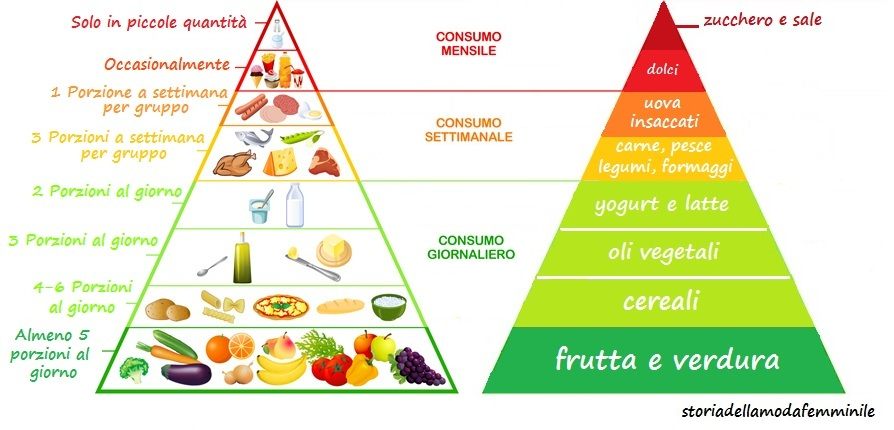 Solo in piccole quantità
Occasionalmente
1 Porzione a settimana
per gruppo
3 Porzioni a settimana
per gruppo
2 Porzioni al giorno
3 Porzioni al giorno
4-6 Porzioni
al giorno
Almeno 5
porzioni al
giorno
CONSUMO
MENSILE
CONSUMO
SETTIMANALE
CONSUMO
GIORNALIERO
zucchero e sale
dolci
uova
insaccati
carne, pesce
legumi, formaggi
yogurt e latte
oli vegetali
cereali
frutta e verdura
storiadellamodafemminile